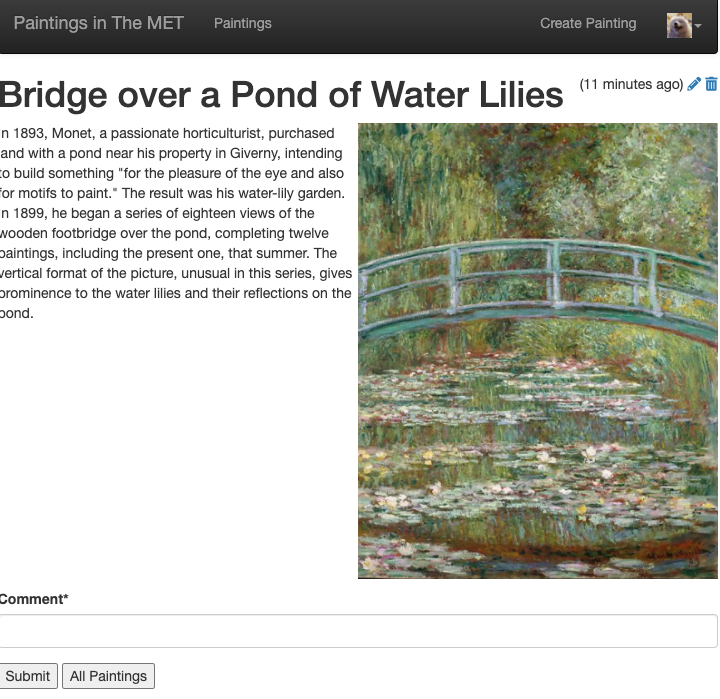 Paintings in The MET Paintings Create Painting
Bridge over a Pond of Water Lilies (11 minutes ago)
In 1893, Monet, a passionate horticulturist, purchased
land with a pond near his property in Giverny, intending
to build something "for the pleasure of the eye and also
for motifs to paint." The result was his water-lily garden.
In 1899, he began a series of eighteen views of the
wooden footbridge over the pond, completing twelve
paintings, including the present one, that summer. The
vertical format of the picture, unusual in this series, gives
prominence to the water lilies and their reflections on the
pond.
Comment*
Submit All Paintings